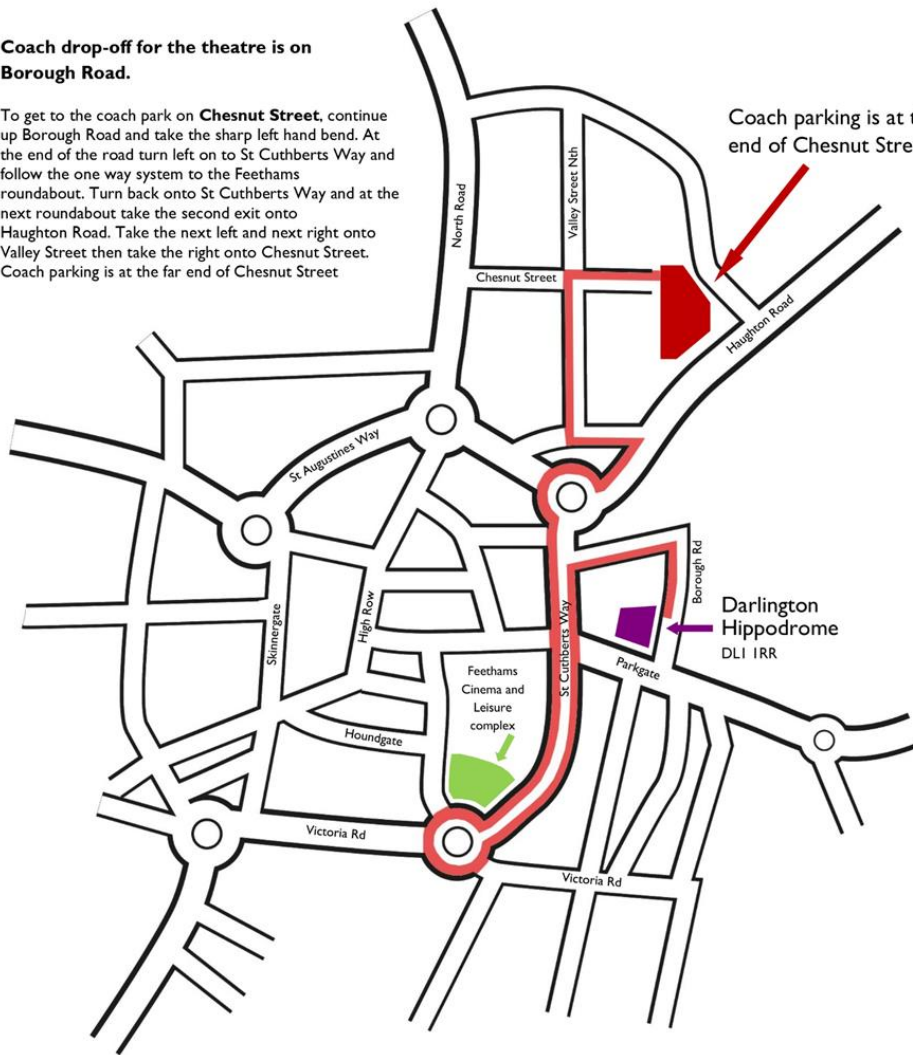 Coach drop-off for the theatre is on
Borough Road.
To get to the coach park on Chesnut Street, continue
up Borough Road and take the sharp left hand bend. At
the end of the road turn left on to St Cuthberts Way and
follow the one way system to the Feethams
roundabout. Turn back onto St Cuthberts Way and at the
next roundabout take the second exit onto
Haughton Road. Take the next left and next right onto
Valley Street then take the right onto Chesnut Street.
Coach parking is at the far end of Chesnut Street
Coach parking is at
end of Chesnut
North Road
Valley Street Nth
Chesnut Street
Haughton Road
St Augustines Way
Borough Rd
Darlington
Hippodrome
DL1 1RR
Skinnergate
High Row
St Cuthberts Way
Parkgate
Feethams
Cinema and
Leisure
complex
Houndgate
Victoria Rd
Victoria Rd